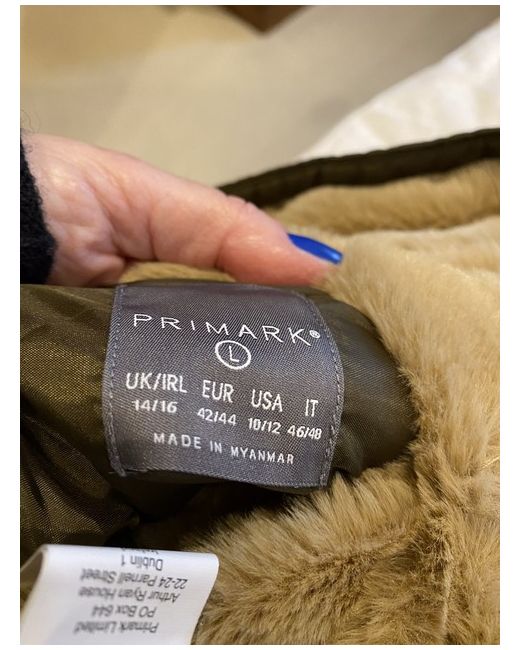 PRIMARK®
L
UK/IRL EUR USA IT
14/16 42/44 10/12 46/48
MADE IN MYANMAR
Primark Limited
PO Box 644
Arthur Ryan House
22-24 Parnell Street
Dublin 1